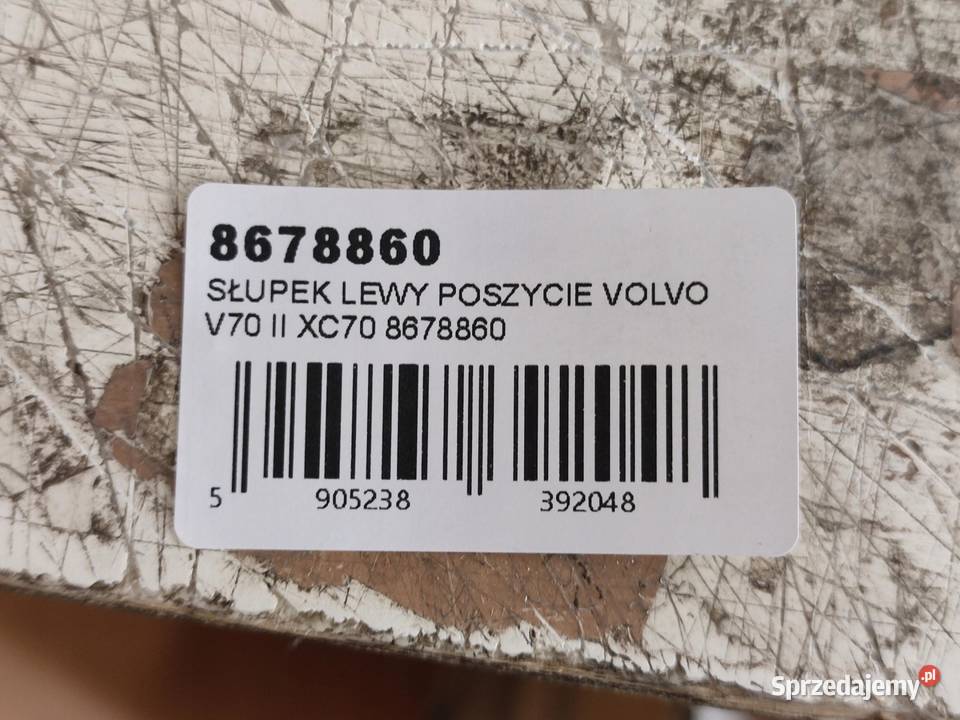 8678860
SŁUPEK LEWY POSZYCIE VOLVO
V70 II XC70 8678860
5 905238 392048
Sprzedajemy.pl